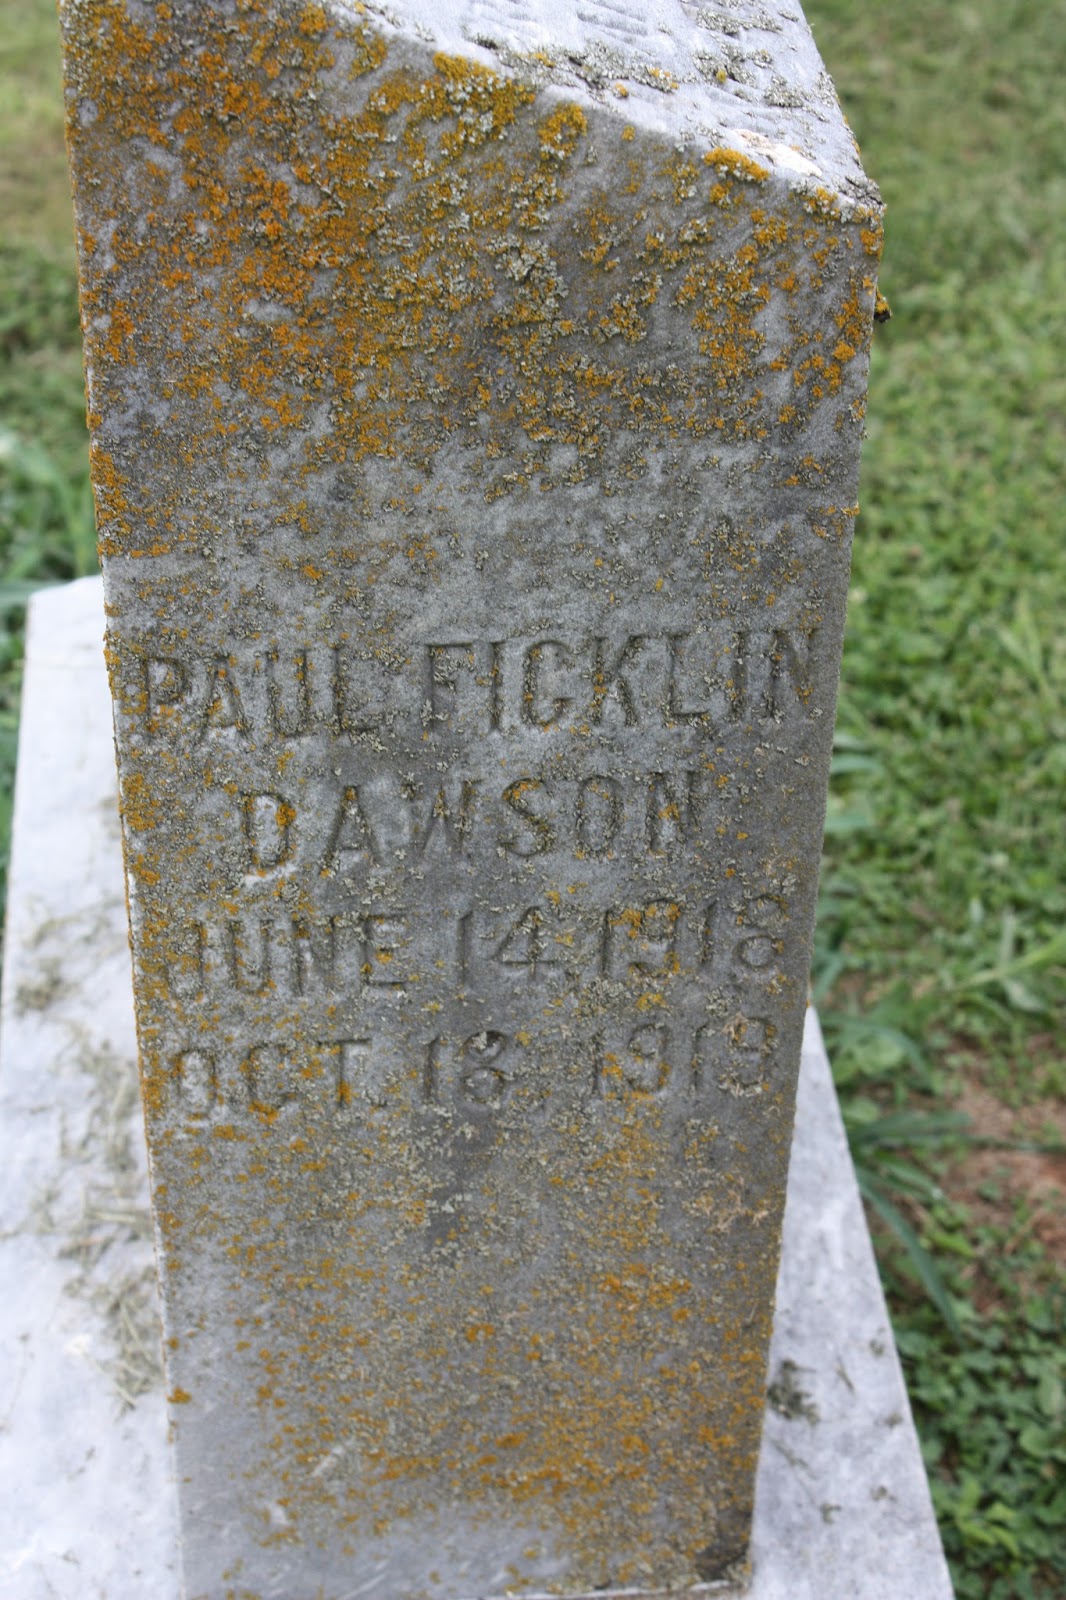 PAUL FICKLIN
DAWSON
JUNE 14, 1918
OCT. 18, 1919